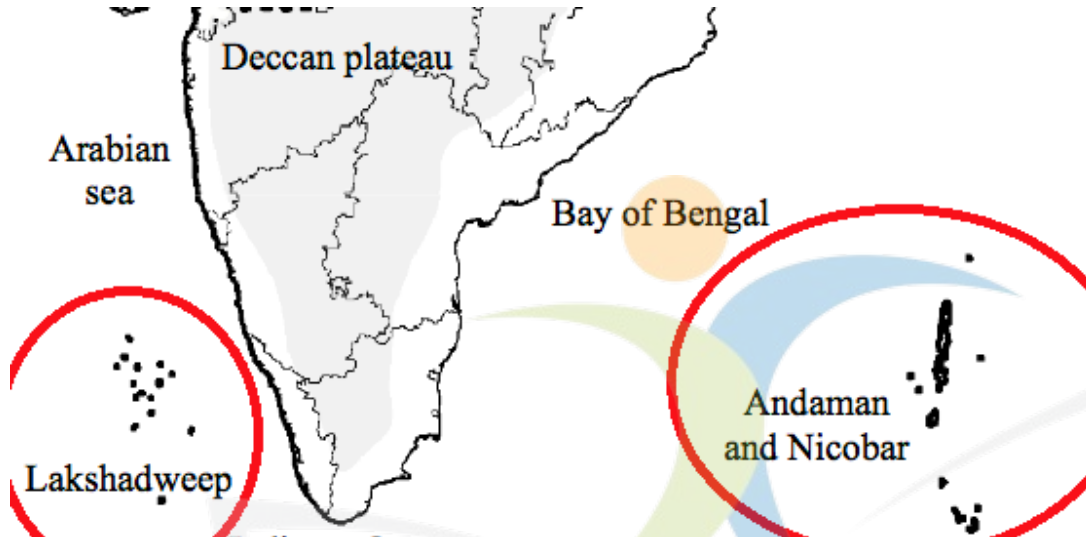 Deccan plateau
Arabian
sea
Bay of Bengal
Andaman
and Nicobar
Lakshadweep